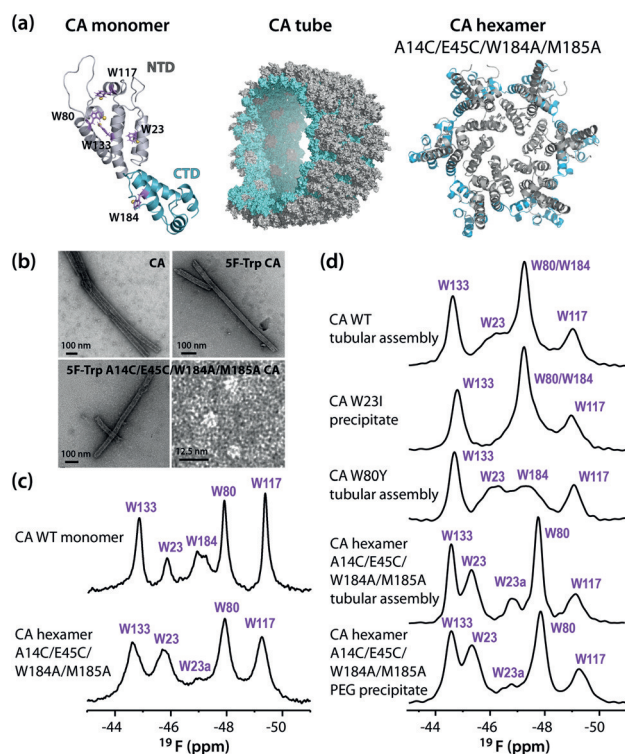 (a)
CA monomer
CA tube
CA hexamer
A14C/E45C/W184A/M185A
W117
NTD
W80
W133
W23
CTD
W184
(b)
CA
100 nm
5F-Trp CA
100 nm
5F-Trp A14C/E45C/W184A/M185A CA
100 nm
12.5 nm
(c)
CA WT monomer
W133
W23
W184
W80
W117
CA hexamer
A14C/E45C/
W184A/M185A
W133
W23
W23a
W80
W117
-44
-46
-48
-50
19F (ppm)
(d)
CA WT
tubular assembly
W133
W23
W80/W184
W117
CA W23I
precipitate
W133
W80/W184
W117
CA W80Y
tubular assembly
W133
W23
W184
W117
CA hexamer
A14C/E45C/
W184A/M185A
tubular assembly
W133
W23
W23a
W80
W117
CA hexamer
A14C/E45C/
W184A/M185A
PEG precipitate
W133
W23
W23a
W80
W117
-44
-46
-48
-50
19F (ppm)